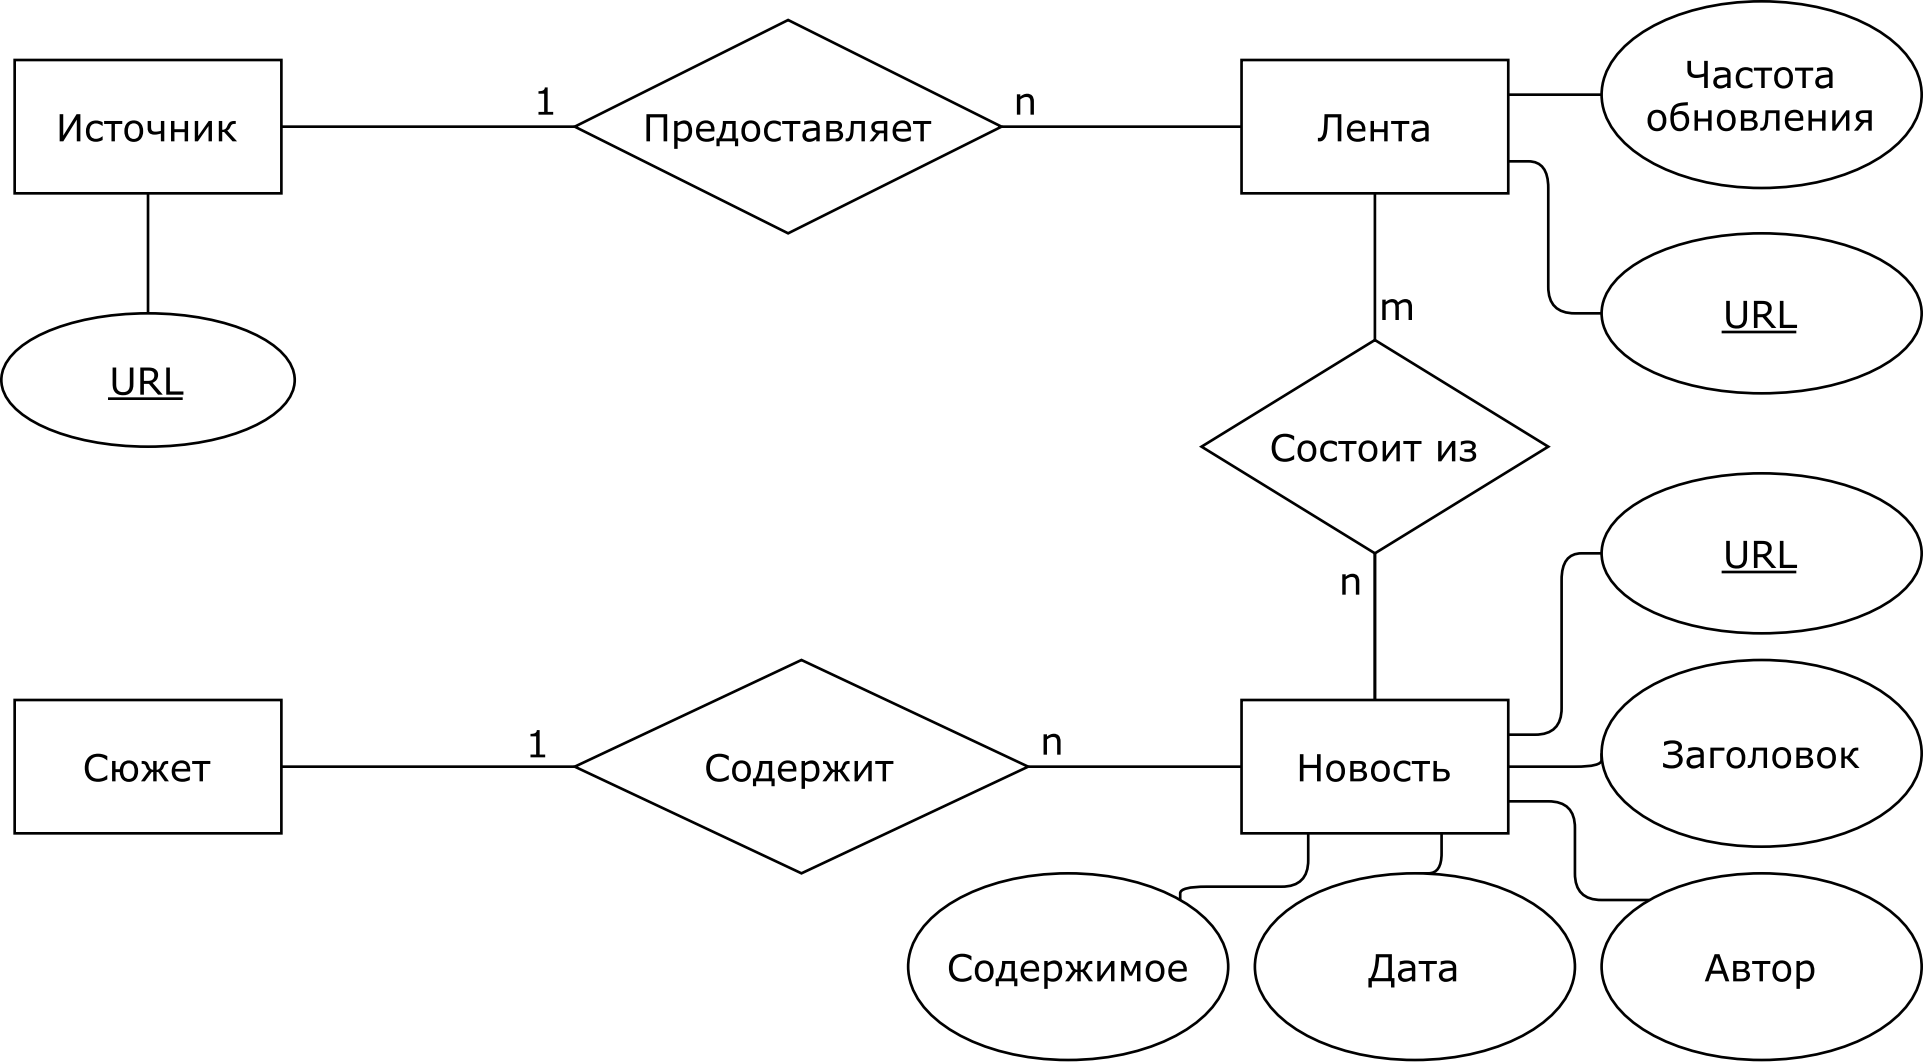 Источник
1
Предоставляет
n
Лента
Частота
обновления
URL
URL
m
Состоит из
n
URL
Сюжет
1
Содержит
n
Новость
Заголовок
Содержимое
Дата
Автор